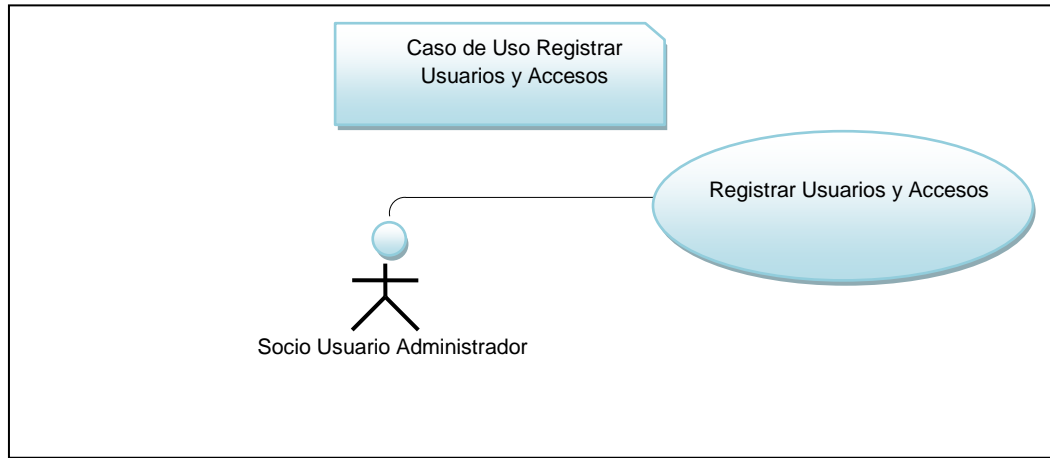 Caso de Uso Registrar
Usuarios y Accesos
Registrar Usuarios y Accesos
Socio Usuario Administrador